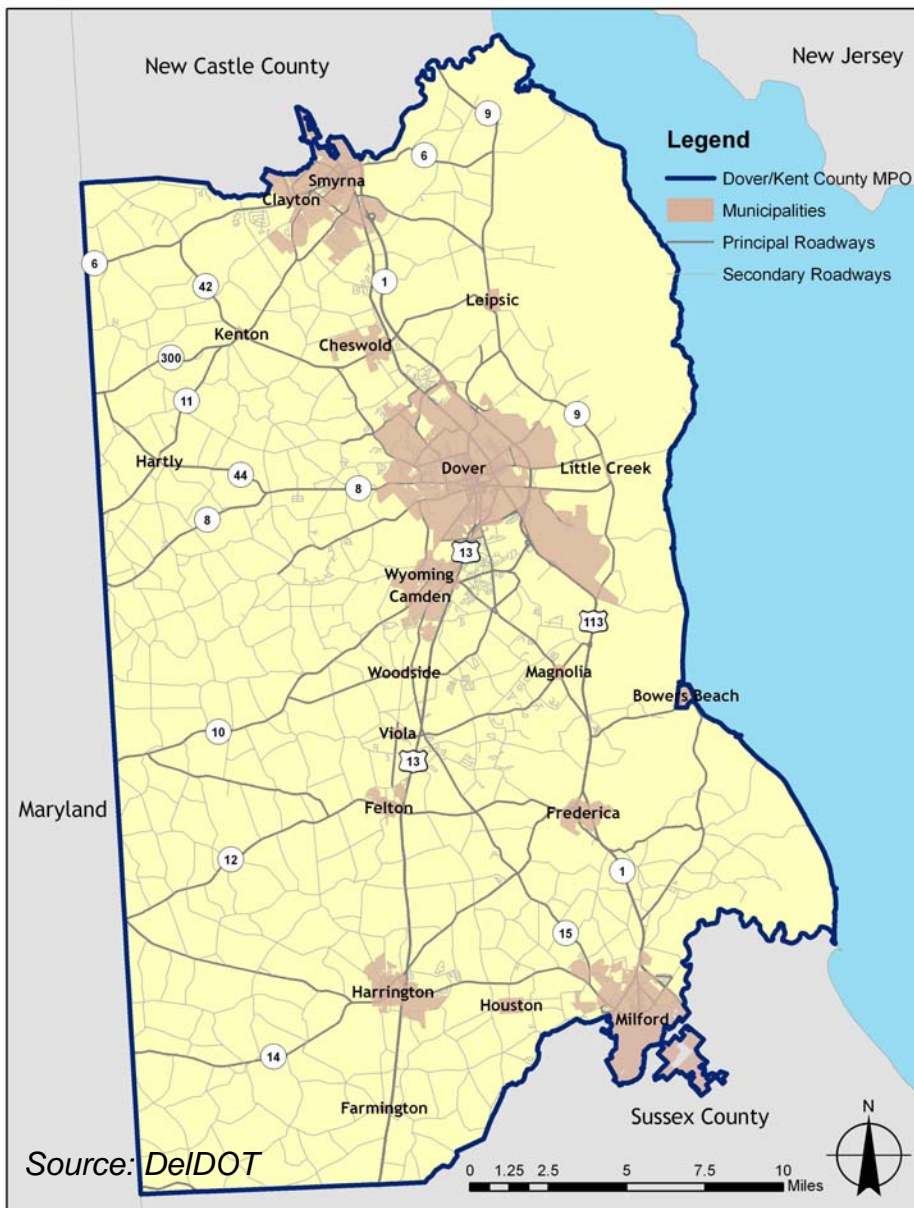 New Castle County
New Jersey
9
Legend
6
Dover/Kent County MPO
Smyrna
Clayton
Municipalities
Principal Roadways
6
Secondary Roadways
1
42
Leipsic
Kenton
Cheswold
300
11
9
Hartly
Dover
Little Creek
44
8
8
13
Wyoming
Camden
113
Woodside
Magnolia
Bowers Beach
10
Viola
13
Maryland
Felton
Frederica
12
1
15
Harrington
Houston
Milford
14
Farmington
Sussex County
N
Source: DelDOT
0 1.25 2.5 5 7.5 10
Miles